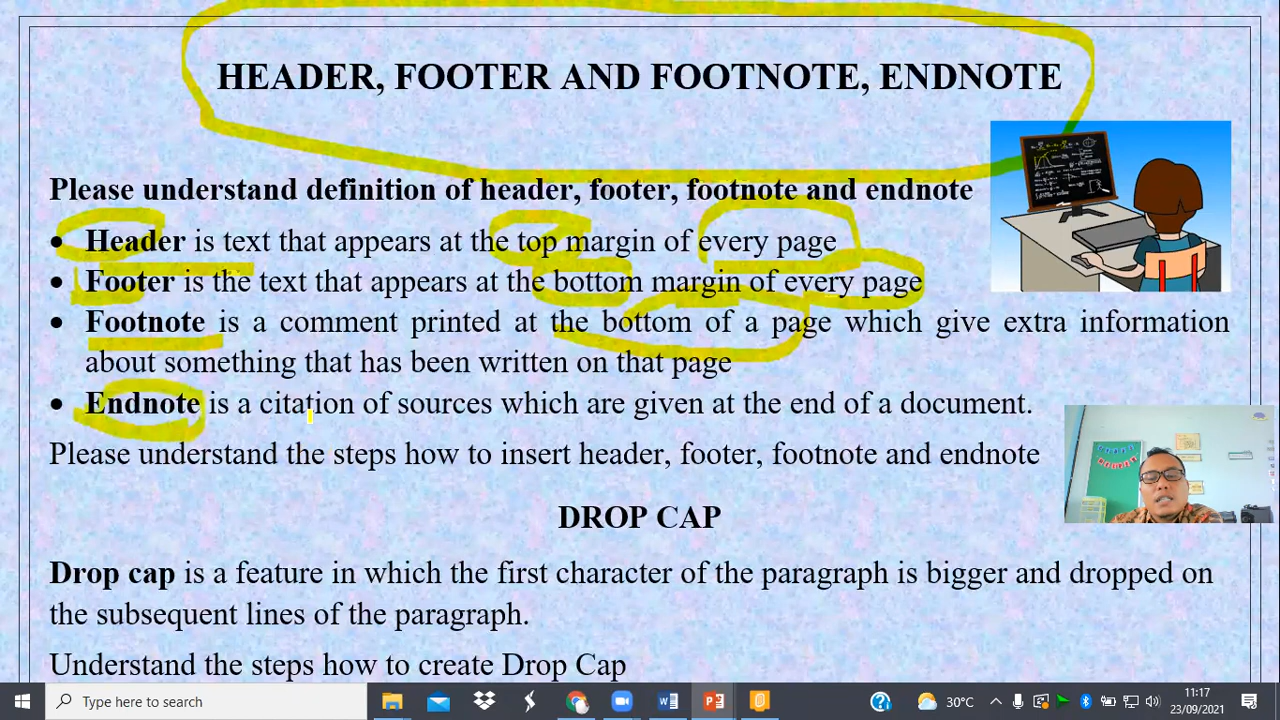 HEADER, FOOTER AND FOOTNOTE, ENDNOTE
Please understand definition of header, footer, footnote and endnote
• Header is text that appears at the top margin of every page
• Footer is the text that appears at the bottom margin of every page
• Footnote is a comment printed at the bottom of a page which give extra information
about something that has been written on that page
• Endnote is a citation of sources which are given at the end of a document.
Please understand the steps how to insert header, footer, footnote and endnote
DROP CAP
Drop cap is a feature in which the first character of the paragraph is bigger and dropped on
the subsequent lines of the paragraph.
Understand the steps how to create Drop Cap
Type here to search
30°C
11:17
23/09/2021